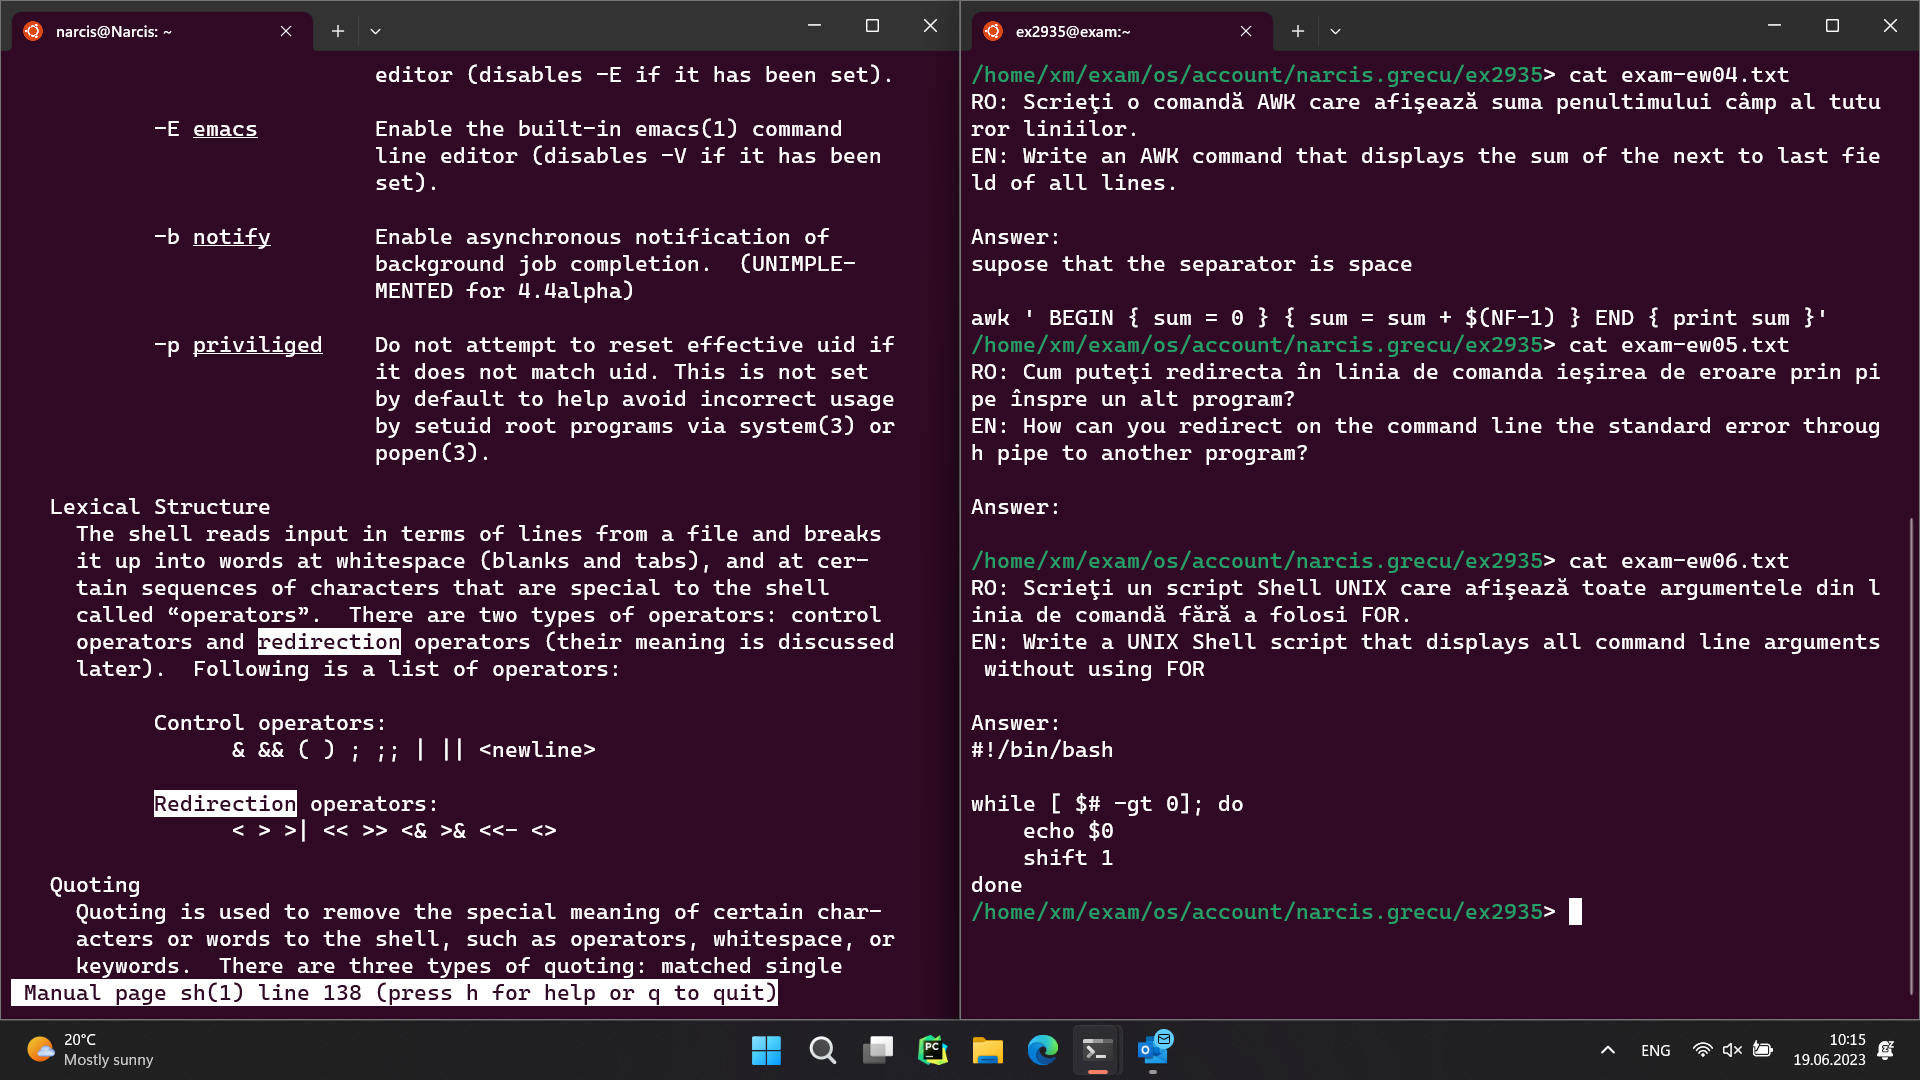 narcis@Narcis: ~
editor (disables -E if it has been set).
-E emacs Enable the built-in emacs(1) command
line editor (disables -V if it has been
set).
-b notify Enable asynchronous notification of
background job completion. (UNIMPLE-
MENTED for 4.4alpha)
-p priviliged Do not attempt to reset effective uid if
it does not match uid. This is not set
by default to help avoid incorrect usage
by setuid root programs via system(3) or
popen(3).
Lexical Structure
The shell reads input in terms of lines from a file and breaks
it up into words at whitespace (blanks and tabs), and at cer-
tain sequences of characters that are special to the shell
called “operators”. There are two types of operators: control
operators and redirection operators (their meaning is discussed
later). Following is a list of operators:
Control operators:
& && ( ) ; ;; | || <newline>
Redirection operators:
< > >| << >> <& >& <<- <>
Quoting
Quoting is used to remove the special meaning of certain char-
acters or words to the shell, such as operators, whitespace, or
keywords. There are three types of quoting: matched single
Manual page sh(1) line 138 (press h for help or q to quit)
ex2935@exam:~
/home/xm/exam/os/account/narcis.grecu/ex2935> cat exam-ew04.txt
RO: Scrieţi o comandă AWK care afişează suma penultimului câmp al tutu
ror liniilor.
EN: Write an AWK command that displays the sum of the next to last fie
ld of all lines.
Answer:
supose that the separator is space
awk ' BEGIN { sum = 0 } { sum = sum + $(NF-1) } END { print sum }'
/home/xm/exam/os/account/narcis.grecu/ex2935> cat exam-ew05.txt
RO: Cum puteţi redirecta în linia de comanda ieşirea de eroare prin pi
pe înspre un alt program?
EN: How can you redirect on the command line the standard error throug
h pipe to another program?
Answer:
/home/xm/exam/os/account/narcis.grecu/ex2935> cat exam-ew06.txt
RO: Scrieţi un script Shell UNIX care afişează toate argumentele din l
inia de comandă fără a folosi FOR.
EN: Write a UNIX Shell script that displays all command line arguments
without using FOR
Answer:
#!/bin/bash
while [ $# -gt 0]; do
echo $0
shift 1
done
/home/xm/exam/os/account/narcis.grecu/ex2935>
20°C
Mostly sunny
PC
ENG
10:15
19.06.2023